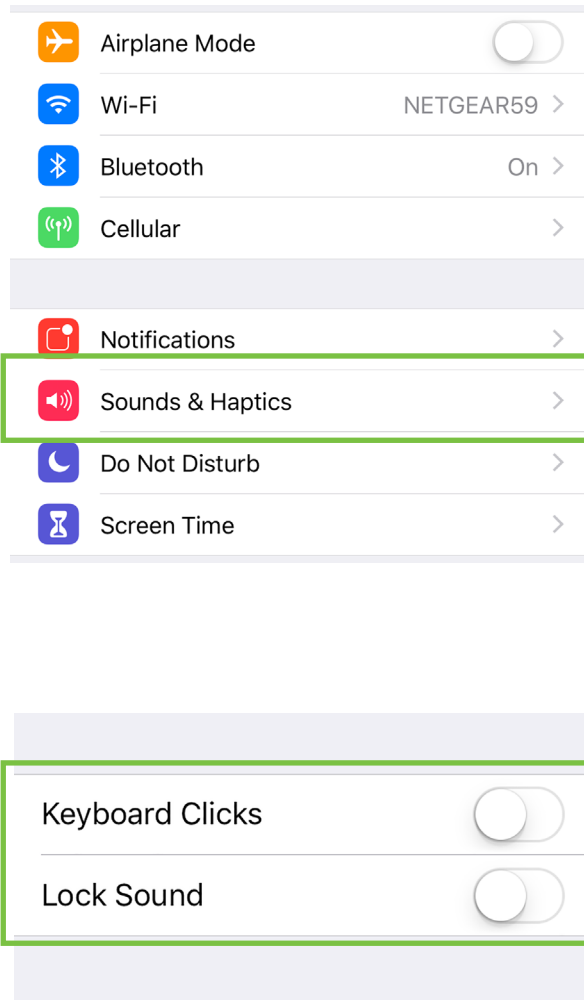 Airplane Mode
Wi-Fi NETGEAR59
Bluetooth On
Cellular
Notifications
Sounds & Haptics
Do Not Disturb
Screen Time
Keyboard Clicks
Lock Sound